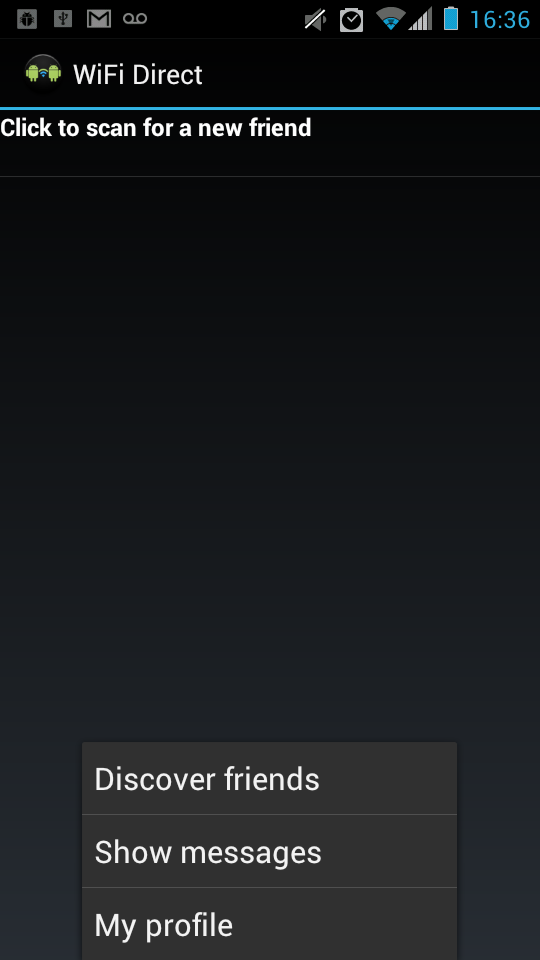 16:36
WiFi Direct
Click to scan for a new friend
Discover friends
Show messages
My profile